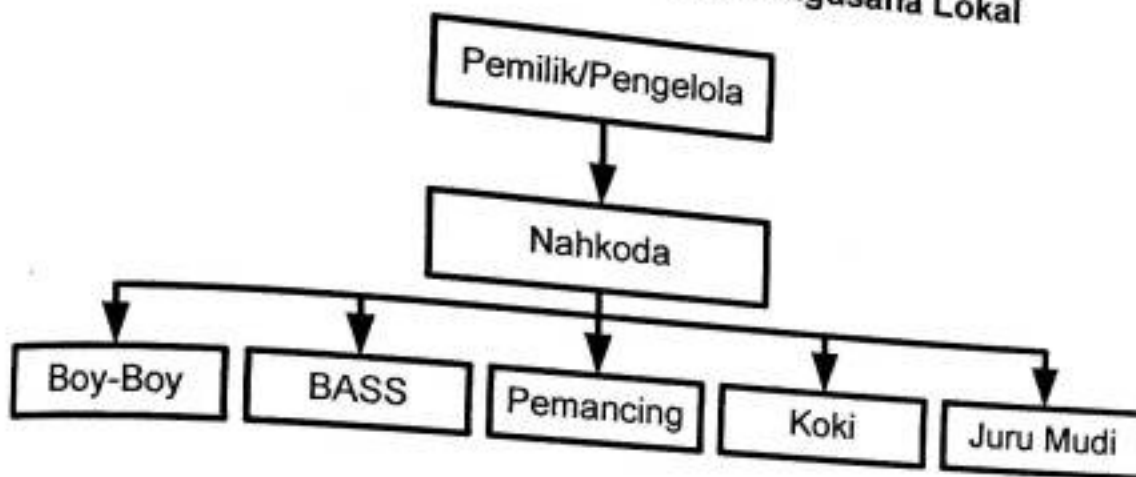 Lokal
Pemilik/Pengelola
Nahkoda
Boy-Boy
BASS
Pemancing
Koki
Juru Mudi